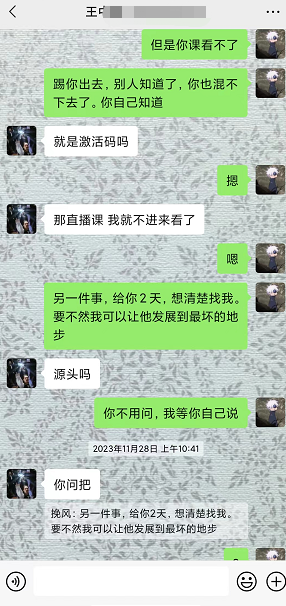 王
但是你课看不了
踢你出去，别人知道了，你也混不
下去了。你自己知道
就是激活码吗
摁
那直播课 我就不进来看了
嗯
另一件事，给你2天，想清楚找我。
要不然我可以让他发展到最坏的地
步
源头吗
你不用问，我等你自己说
2023年11月28日 上午10:41
你问把
挽风：另一件事，给你2天，想清楚找我。
要不然我可以让他发展到最坏的地步